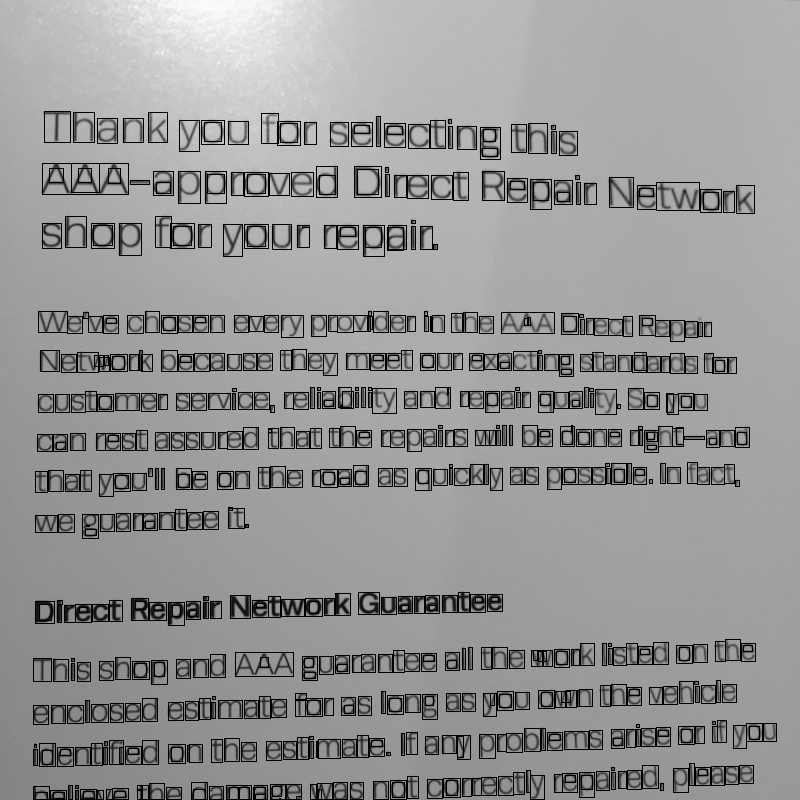 Thank you for selecting this
AAA-approved Direct Repair Network
shop for your repair.
We've chosen every provider in the AAA Direct Repair
Network because they meet our exacting standards for
customer service, reliability and repair quality. So you
can rest assured that the repairs will be done right—and
that you'll be on the road as quickly as possible. In fact,
we guarantee it.
Direct Repair Network Guarantee
This shop and AAA guarantee all the work listed on the
enclosed estimate for as long as you own the vehicle
identified on the estimate. If any problems arise or if you
believe the damage was not correctly repaired, please